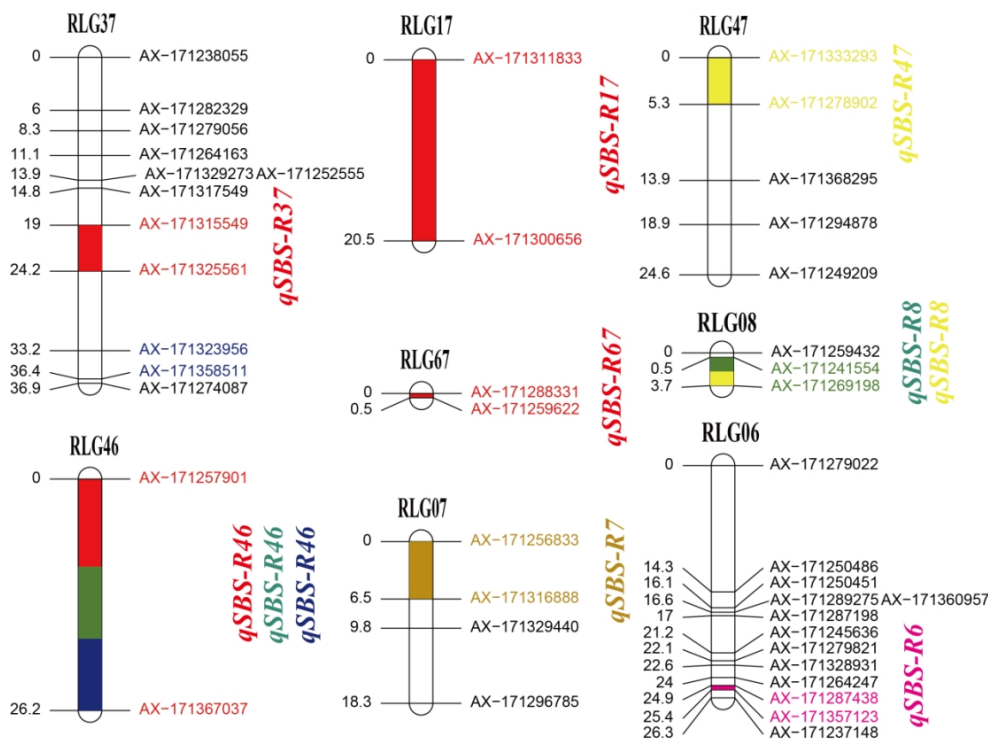 RLG37
0 AX-171238055
6 AX-171282329
8.3 AX-171279056
11.1 AX-171264163
13.9 AX-171329273 AX-171252555
14.8 AX-171317549
19 AX-171315549
24.2 AX-171325561
33.2 AX-171323956
36.4 AX-171358511
36.9 AX-171274087
qSBS-R37
RLG17
0 AX-171311833
20.5 AX-171300656
qSBS-R17
RLG47
0 AX-171333293
5.3 AX-171278902
13.9 AX-171368295
18.9 AX-171294878
24.6 AX-171249209
qSBS-R47
RLG67
0 AX-171288331
0.5 AX-171259622
qSBS-R67
RLG08
0 AX-171259432
0.5 AX-171241554
3.7 AX-171269198
qSBS-R8
qSBS-R8
RLG46
0 AX-171257901
26.2 AX-171367037
qSBS-R46
qSBS-R46
qSBS-R46
RLG07
0 AX-171256833
6.5 AX-171316888
9.8 AX-171329440
18.3 AX-171296785
qSBS-R7
RLG06
0 AX-171279022
14.3 AX-171250486
16.1 AX-171250451
16.6 AX-171289275 AX-171360957
17 AX-171287198
21.2 AX-171245636
22.1 AX-171279821
22.6 AX-171328931
24 AX-171264247
24.9 AX-171287438
25.4 AX-171357123
26.3 AX-171237148
qSBS-R6